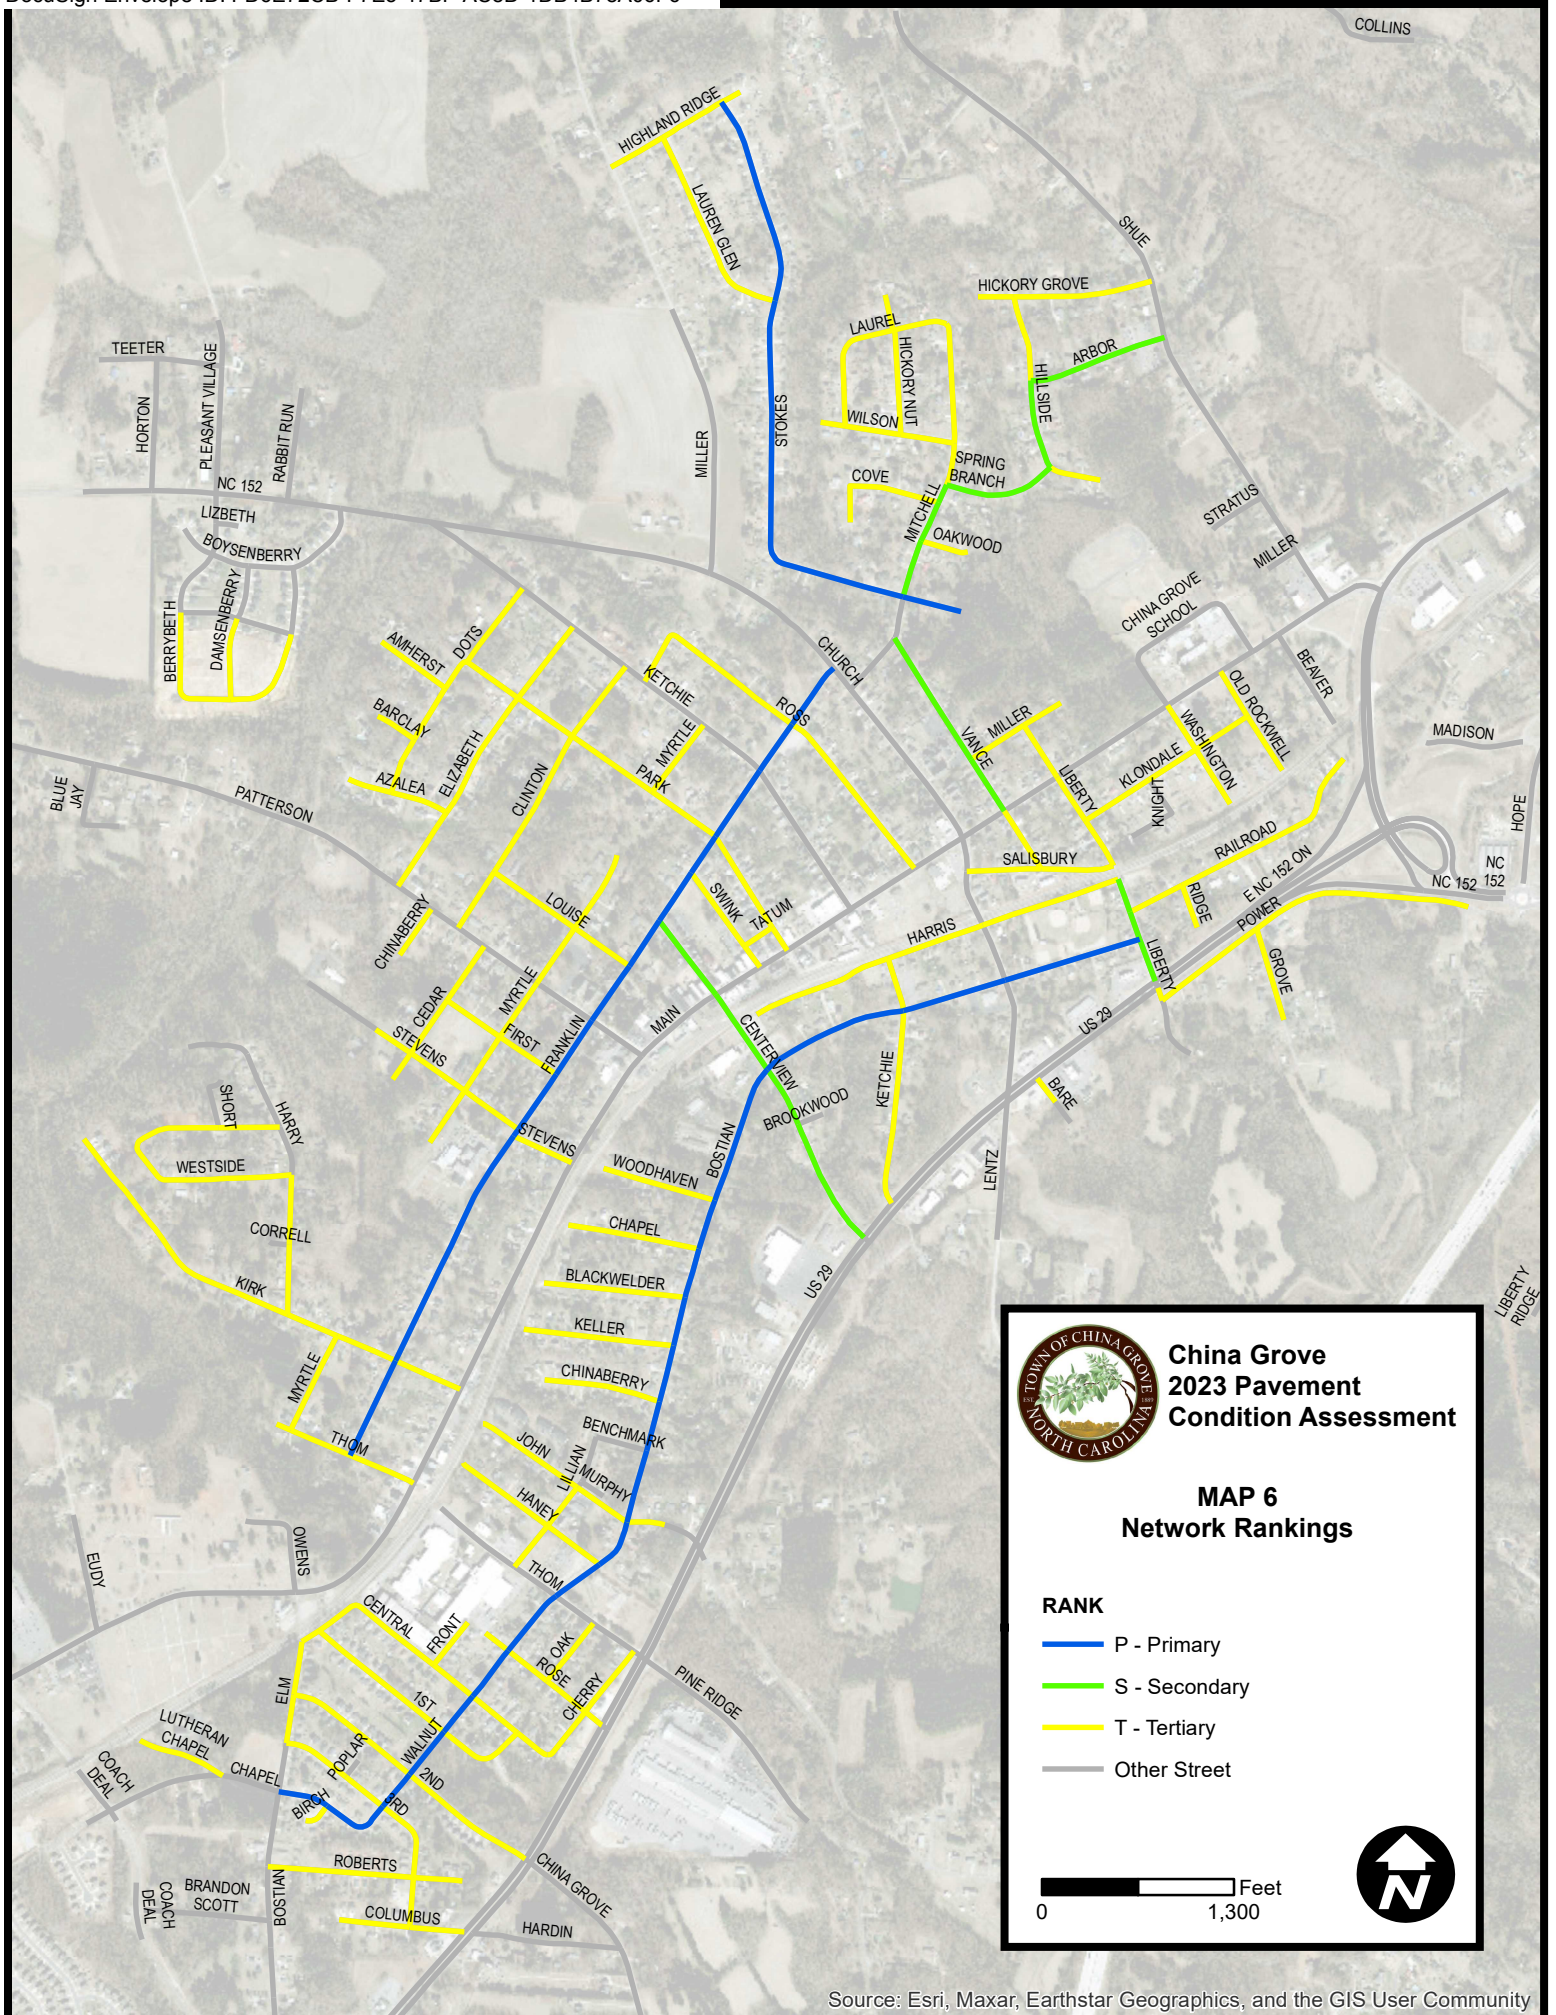 COLLINS
HIGHLAND RIDGE
LAUREN GLEN
SHUE
HICKORY GROVE
LAUREL
HICKORY NUT
ARBOR
HILLSIDE
TEETER
PLEASANT VILLAGE
HORTON
RABBIT RUN
MILLER
STOKES
WILSON
SPRING
BRANCH
COVE
MITCHELL
OAKWOOD
STRATUS
MILLER
NC 152
LIZBETH
BOYSENBERRY
BERRYBETH
DAMSENBERRY
CHINA GROVE
SCHOOL
BEAVER
AMHERST
DOTS
KETCHIE
CHURCH
ROSS
OLD ROCKWELL
BARCLAY
ELIZABETH
MYRTLE
MILLER
VANCE
WASHINGTON
MADISON
KLONDALE
AZALEA
CLINTON
PARK
LIBERTY
KNIGHT
BLUE
JAY
PATTERSON
HOPE
SALISBURY
RAILROAD
E NC 152 ON
NC 152
NC
152
CHINABERRY
LOUISE
SWINK
TATUM
HARRIS
RIDGE
POWER
LIBERTY
GROVE
CEDAR
MYRTLE
FIRST
STEVENS
FRANKLIN
MAIN
CENTERVIEW
US 29
KETCHIE
BARE
SHORT
HARRY
BROOKWOOD
STEVENS
BOSTIAN
WOODHAVEN
WESTSIDE
LENTZ
CORRELL
CHAPEL
KIRK
BLACKWELDER
US 29
LIBERTY
RIDGE
KELLER
MYRTLE
CHINABERRY
THOM
BENCHMARK
JOHN
LILLIAN
MURPHY
HANEY
OWENS
EUDY
THOM
CENTRAL
FRONT
OAK
ROSE
CHERRY
PINE RIDGE
ELM
1ST
WALNUT
LUTHERAN
CHAPEL
POPLAR
2ND
COACH
DEAL
CHAPEL
BIRCH
3RD
ROBERTS
CHINA GROVE
BRANDON
SCOTT
COACH
DEAL
BOSTIAN
COLUMBUS
HARDIN
TOWN OF CHINA GROVE
EST. 1889
NORTH CAROLINA
China Grove
2023 Pavement
Condition Assessment
MAP 6
Network Rankings
RANK
P - Primary
S - Secondary
T - Tertiary
Other Street
Feet
0 1,300
N
Source: Esri, Maxar, Earthstar Geographics, and the GIS User Community